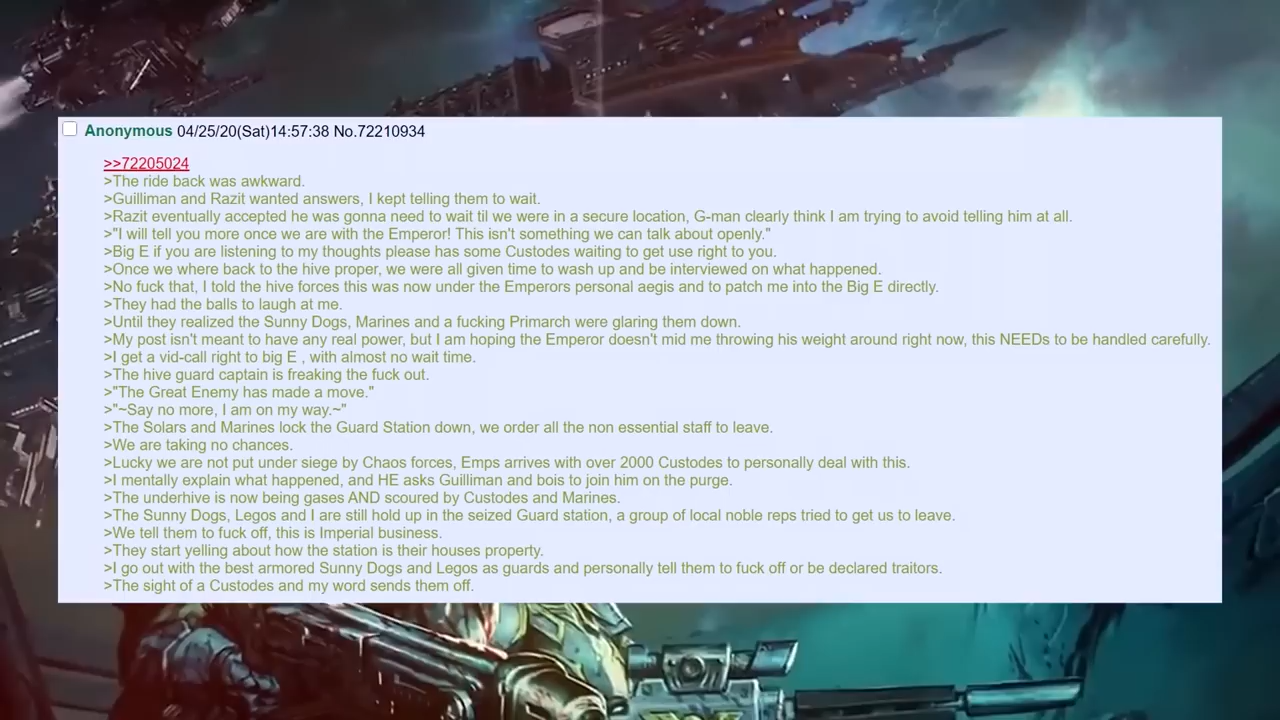 Anonymous 04/25/20(Sat)14:57:38 No.72210934
>>72205024
>The ride back was awkward.
>Guilliman and Razit wanted answers, I kept telling them to wait.
>Razit eventually accepted he was gonna need to wait til we were in a secure location, G-man clearly think I am trying to avoid telling him at all.
>"I will tell you more once we are with the Emperor! This isn't something we can talk about openly."
>Big E if you are listening to my thoughts please has some Custodes waiting to get use right to you.
>Once we where back to the hive proper, we were all given time to wash up and be interviewed on what happened.
>No fuck that, I told the hive forces this was now under the Emperors personal aegis and to patch me into the Big E directly.
>They had the balls to laugh at me.
>Until they realized the Sunny Dogs, Marines and a fucking Primarch were glaring them down.
>My post isn't meant to have any real power, but I am hoping the Emperor doesn't mid me throwing his weight around right now, this NEEDs to be handled carefully.
>I get a vid-call right to big E , with almost no wait time.
>The hive guard captain is freaking the fuck out.
>"The Great Enemy has made a move."
>"~Say no more, I am on my way.~"
>The Solars and Marines lock the Guard Station down, we order all the non essential staff to leave.
>We are taking no chances.
>Lucky we are not put under siege by Chaos forces, Emps arrives with over 2000 Custodes to personally deal with this.
>I mentally explain what happened, and HE asks Guilliman and bois to join him on the purge.
>The underhive is now being gases AND scoured by Custodes and Marines.
>The Sunny Dogs, Legos and I are still hold up in the seized Guard station, a group of local noble reps tried to get us to leave.
>We tell them to fuck off, this is Imperial business.
>They start yelling about how the station is their houses property.
>I go out with the best armored Sunny Dogs and Legos as guards and personally tell them to fuck off or be declared traitors.
>The sight of a Custodes and my word sends them off.